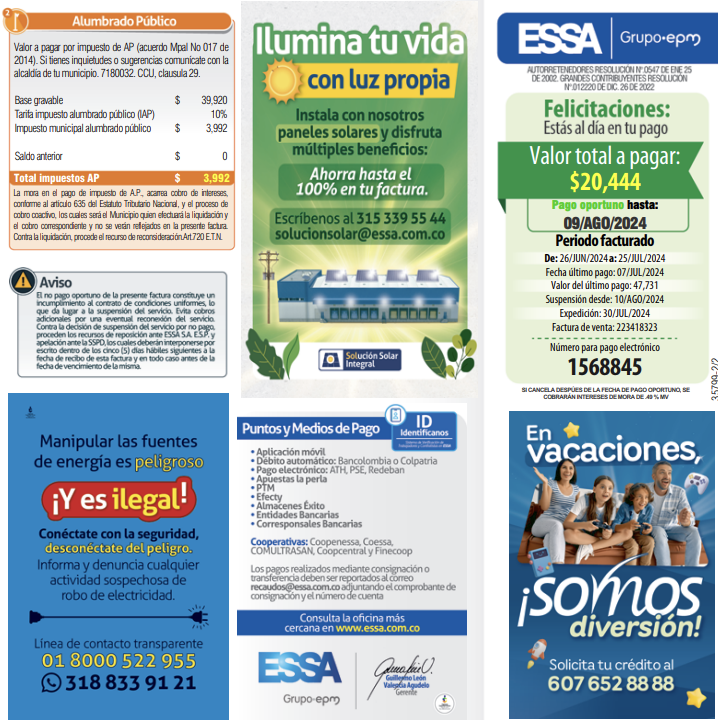 2
Alumbrado Público
Valor a pagar por impuesto de AP (acuerdo Mpal No 017 de
2014). Si tienes inquietudes o sugerencias comunicate con la
alcaldía de tu municipio. 7180032. CCU, clausula 29.
Base gravable $ 39,920
Tarifa impuesto alumbrado público (IAP) 10%
Impuesto municipal alumbrado público $ 3,992
Saldo anterior $ 0
Total impuestos AP $ 3,992
La mora en el pago de impuesto de A.P., acarrea cobro de intereses,
conforme al artículo 635 del Estatuto Tributario Nacional, y el proceso de
cobro coactivo, los cuales será el Municipio quien efectuará la liquidación y
el cobro correspondiente y no se verán reflejados en la presente factura.
Contra la liquidación, procede el recurso de reconsideración.Art.720 E.T.N.
Aviso
El no pago oportuno de la presente factura constituye un
incumplimiento al contrato de condiciones uniformes, lo
que da lugar a la suspensión del servicio. Evita cobros
adicionales por una eventual reconexión del servicio.
Contra la decisión de suspensión del servicio por no pago,
proceden los recursos de reposición ante ESSA S.A. E.S.P. y
apelación ante la SSPD, los cuales deberán interponerse por
escrito dentro de los cinco (5) días hábiles siguientes a la
fecha de recibo de esta factura y en todo caso antes de la
fecha de vencimiento de la misma.
Ilumina tu vida
con luz propia
Instala con nosotros
paneles solares y disfruta
múltiples beneficios:
Ahorra hasta el
100% en tu factura.
Escríbenos al 315 339 55 44
solucionsolar@essa.com.co
Solución Solar
Integral
ESSA Grupo·epm
AUTORRETENEDORES RESOLUCIÓN Nº.0547 DE ENE 25
DE 2002. GRANDES CONTRIBUYENTES RESOLUCIÓN
Nº.012220 DE DIC. 26 DE 2022
Felicitaciones:
Estás al día en tu pago
Valor total a pagar:
$20,444
Pago oportuno hasta:
09/AGO/2024
Periodo facturado
De: 26/JUN/2024 a: 25/JUL/2024
Fecha último pago: 07/JUL/2024
Valor del último pago: 47,731
Suspensión desde: 10/AGO/2024
Expedición: 30/JUL/2024
Factura de venta: 223418323
Número para pago electrónico
1568845
SI CANCELA DESPÚES DE LA FECHA DE PAGO OPORTUNO, SE
COBRARÁN INTERESES DE MORA DE .49 % MV
35799-2/2
Manipular las fuentes
de energía es peligroso
¡Y es ilegal!
Conéctate con la seguridad,
desconéctate del peligro.
Informa y denuncia cualquier
actividad sospechosa de
robo de electricidad.
Línea de contacto transparente
01 8000 522 955
318 833 91 21
Puntos y Medios de Pago
ID
Identifícanos
• Aplicación móvil
• Débito automático: Bancolombia o Colpatria
• Pago electrónico: ATH, PSE, Redeban
• Apuestas la perla
• PTM
• Efecty
• Almacenes Éxito
• Entidades Bancarias
• Corresponsales Bancarias
Cooperativas: Coopenessa, Coessa,
COMULTRASAN, Coopcentral y Finecoop
Los pagos realizados mediante consignación o
transferencia deben ser reportados al correo
recaudos@essa.com.co adjuntando el comprobante de
consignación y el número de cuenta
Consulta la oficina más
cercana en www.essa.com.co
ESSA
Grupo·epm
Guillermo León
Valencia Agudelo
Gerente
En
vacaciones,
¡somos
diversión!
Solicita tu crédito al
607 652 88 88